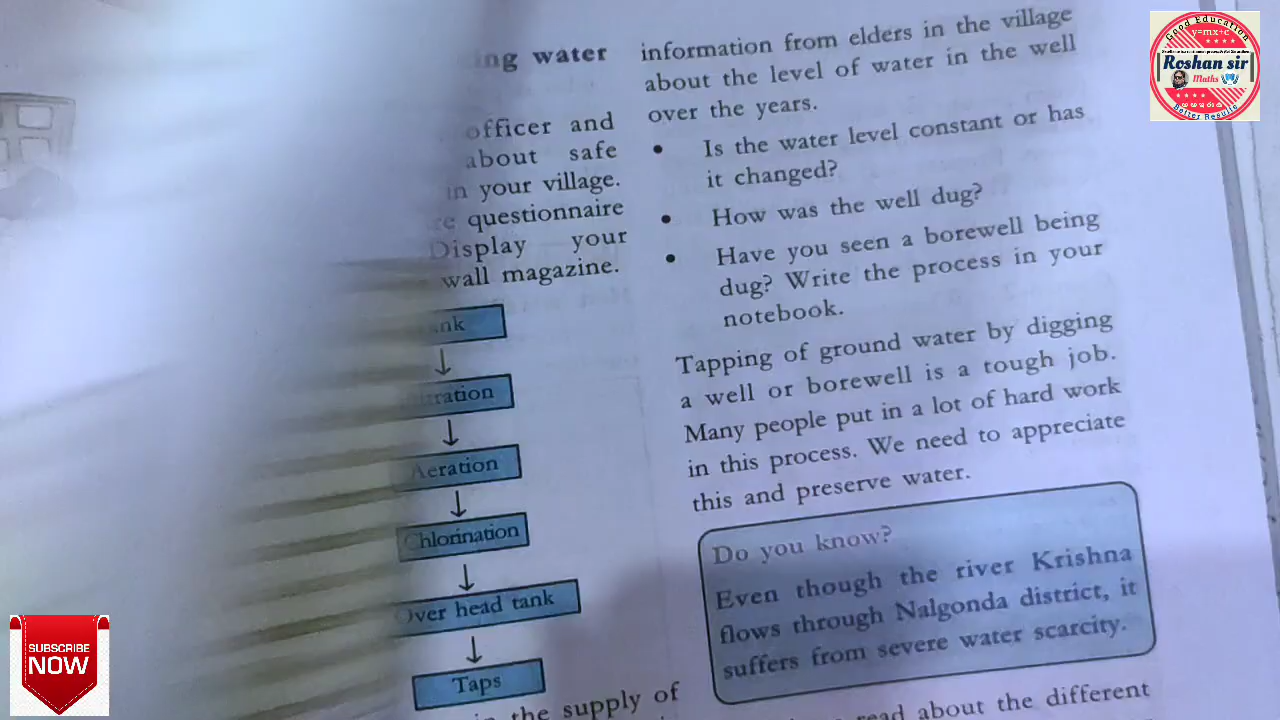 ing water
officer and
about safe
in your village.
questionnaire
Display your
wall magazine.
Aeration
Chlorination
Over head tank
Taps
the supply of
information from elders in the village
about the level of water in the well
over the years.
• Is the water level constant or has
it changed?
• How was the well dug?
• Have you seen a borewell being
dug? Write the process in your
notebook.
Tapping of ground water by digging
a well or borewell is a tough job.
Many people put in a lot of hard work
in this process. We need to appreciate
this and preserve water.
Do you know?
Even though the river Krishna
flows through Nalgonda district, it
suffers from severe water scarcity.
read about the different
Good Education
y=mx+c
Roshan sir
Maths
Better Results
SUBSCRIBE
NOW